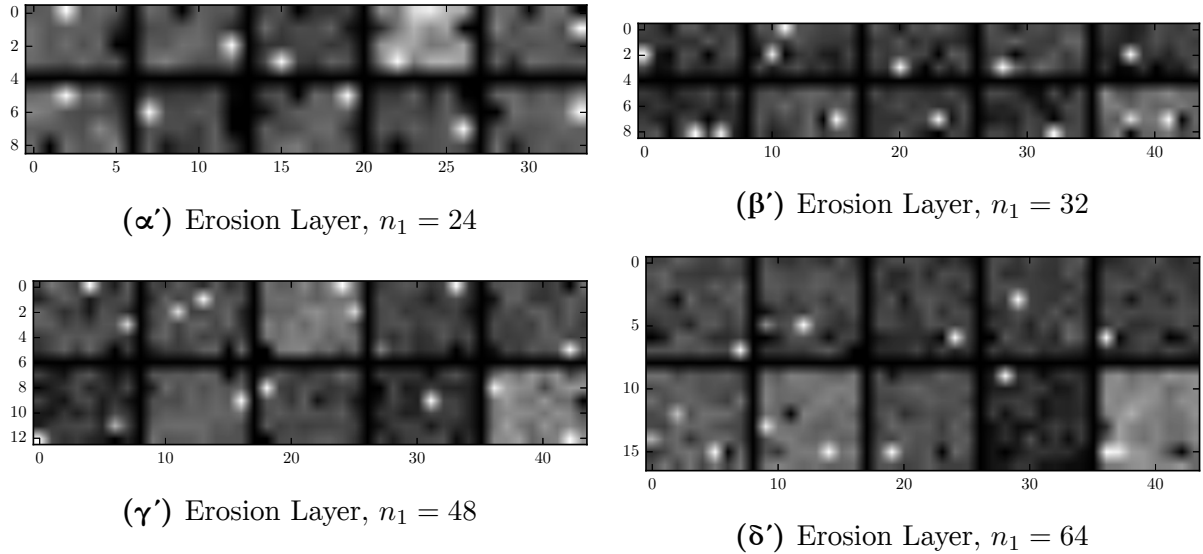 0
2
4
6
8
0 5 10 15 20 25 30
(α΄) Erosion Layer, n₁ = 24
0
2
4
6
8
0 10 20 30 40
(β΄) Erosion Layer, n₁ = 32
0
2
4
6
8
10
12
0 10 20 30 40
(γ΄) Erosion Layer, n₁ = 48
0
5
10
15
0 10 20 30 40
(δ΄) Erosion Layer, n₁ = 64